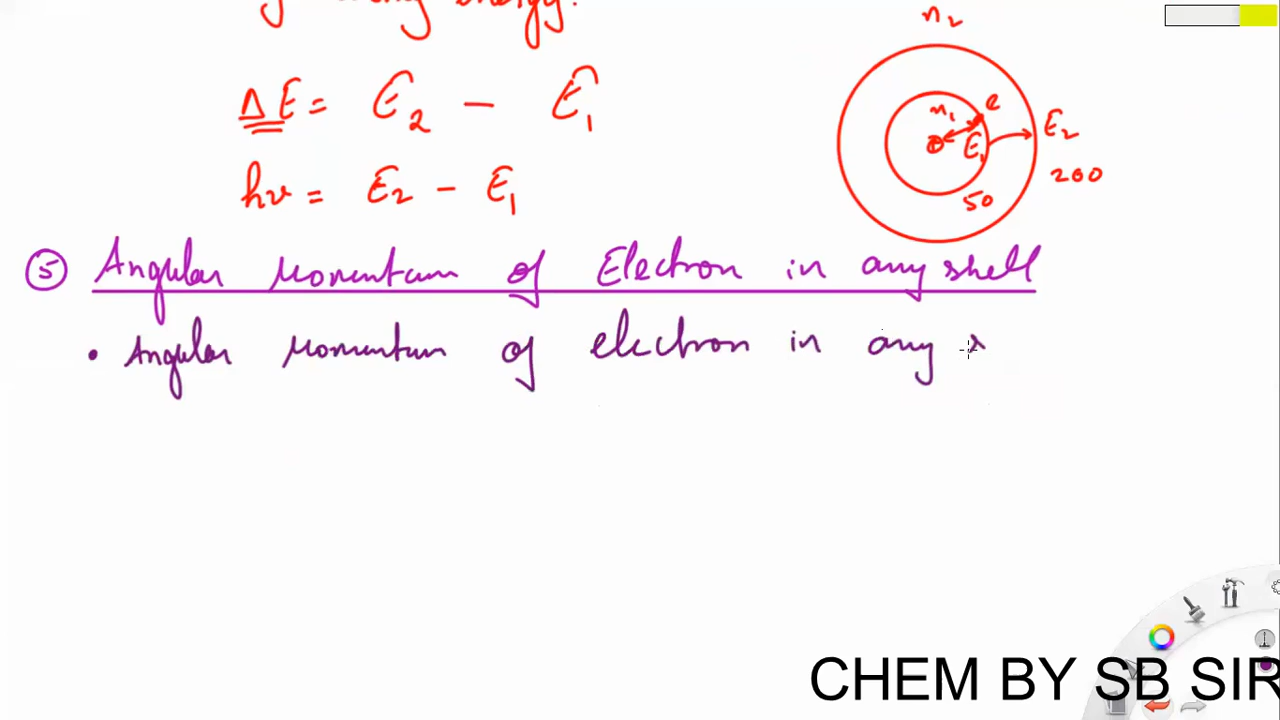 energy.
n2
ΔE = E2 - E1
n1 e
E1 E2
200
50
hν = E2 - E1
⑤ Angular Momentum of Electron in any shell
• Angular Momentum of electron in any s
CHEM BY SB SIR